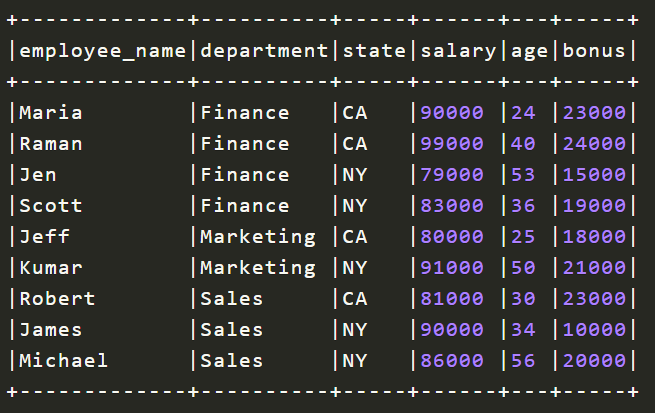 +-------------+----------+-----+------+---+-----+
|employee_name|department|state|salary|age|bonus|
+-------------+----------+-----+------+---+-----+
|Maria        |Finance   |CA   |90000 |24 |23000|
|Raman        |Finance   |CA   |99000 |40 |24000|
|Jen          |Finance   |NY   |79000 |53 |15000|
|Scott        |Finance   |NY   |83000 |36 |19000|
|Jeff         |Marketing |CA   |80000 |25 |18000|
|Kumar        |Marketing |NY   |91000 |50 |21000|
|Robert       |Sales     |CA   |81000 |30 |23000|
|James        |Sales     |NY   |90000 |34 |10000|
|Michael      |Sales     |NY   |86000 |56 |20000|
+-------------+----------+-----+------+---+-----+